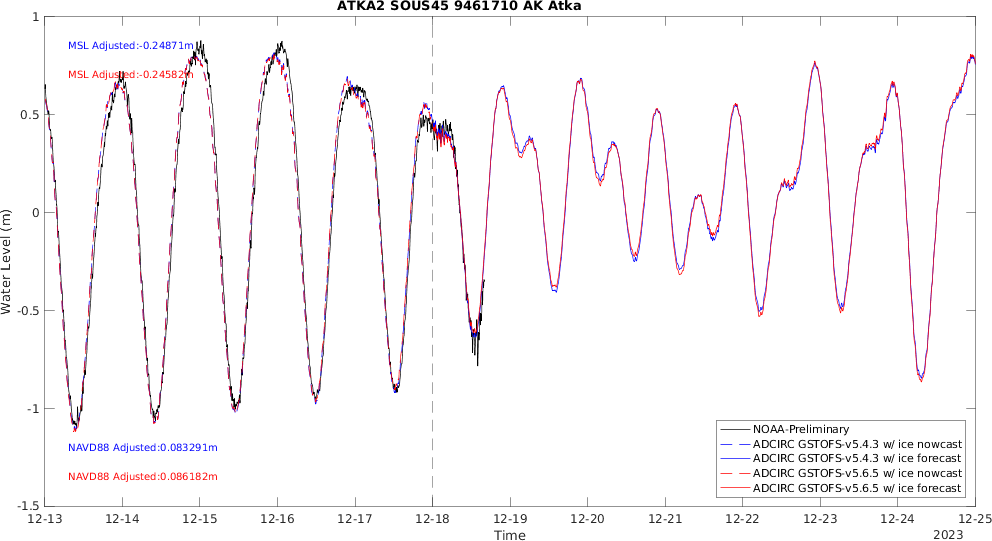 ATKA2 SOUS45 9461710 AK Atka
1
MSL Adjusted:-0.24871m
MSL Adjusted:-0.24582m
0.5
0
Water Level (m)
-0.5
-1
NAVD88 Adjusted:0.083291m
NAVD88 Adjusted:0.086182m
-1.5
NOAA-Preliminary
ADCIRC GSTOFS-v5.4.3 w/ ice nowcast
ADCIRC GSTOFS-v5.4.3 w/ ice forecast
ADCIRC GSTOFS-v5.6.5 w/ ice nowcast
ADCIRC GSTOFS-v5.6.5 w/ ice forecast
12-13 12-14 12-15 12-16 12-17 12-18 12-19 12-20 12-21 12-22 12-23 12-24 12-25
Time
2023